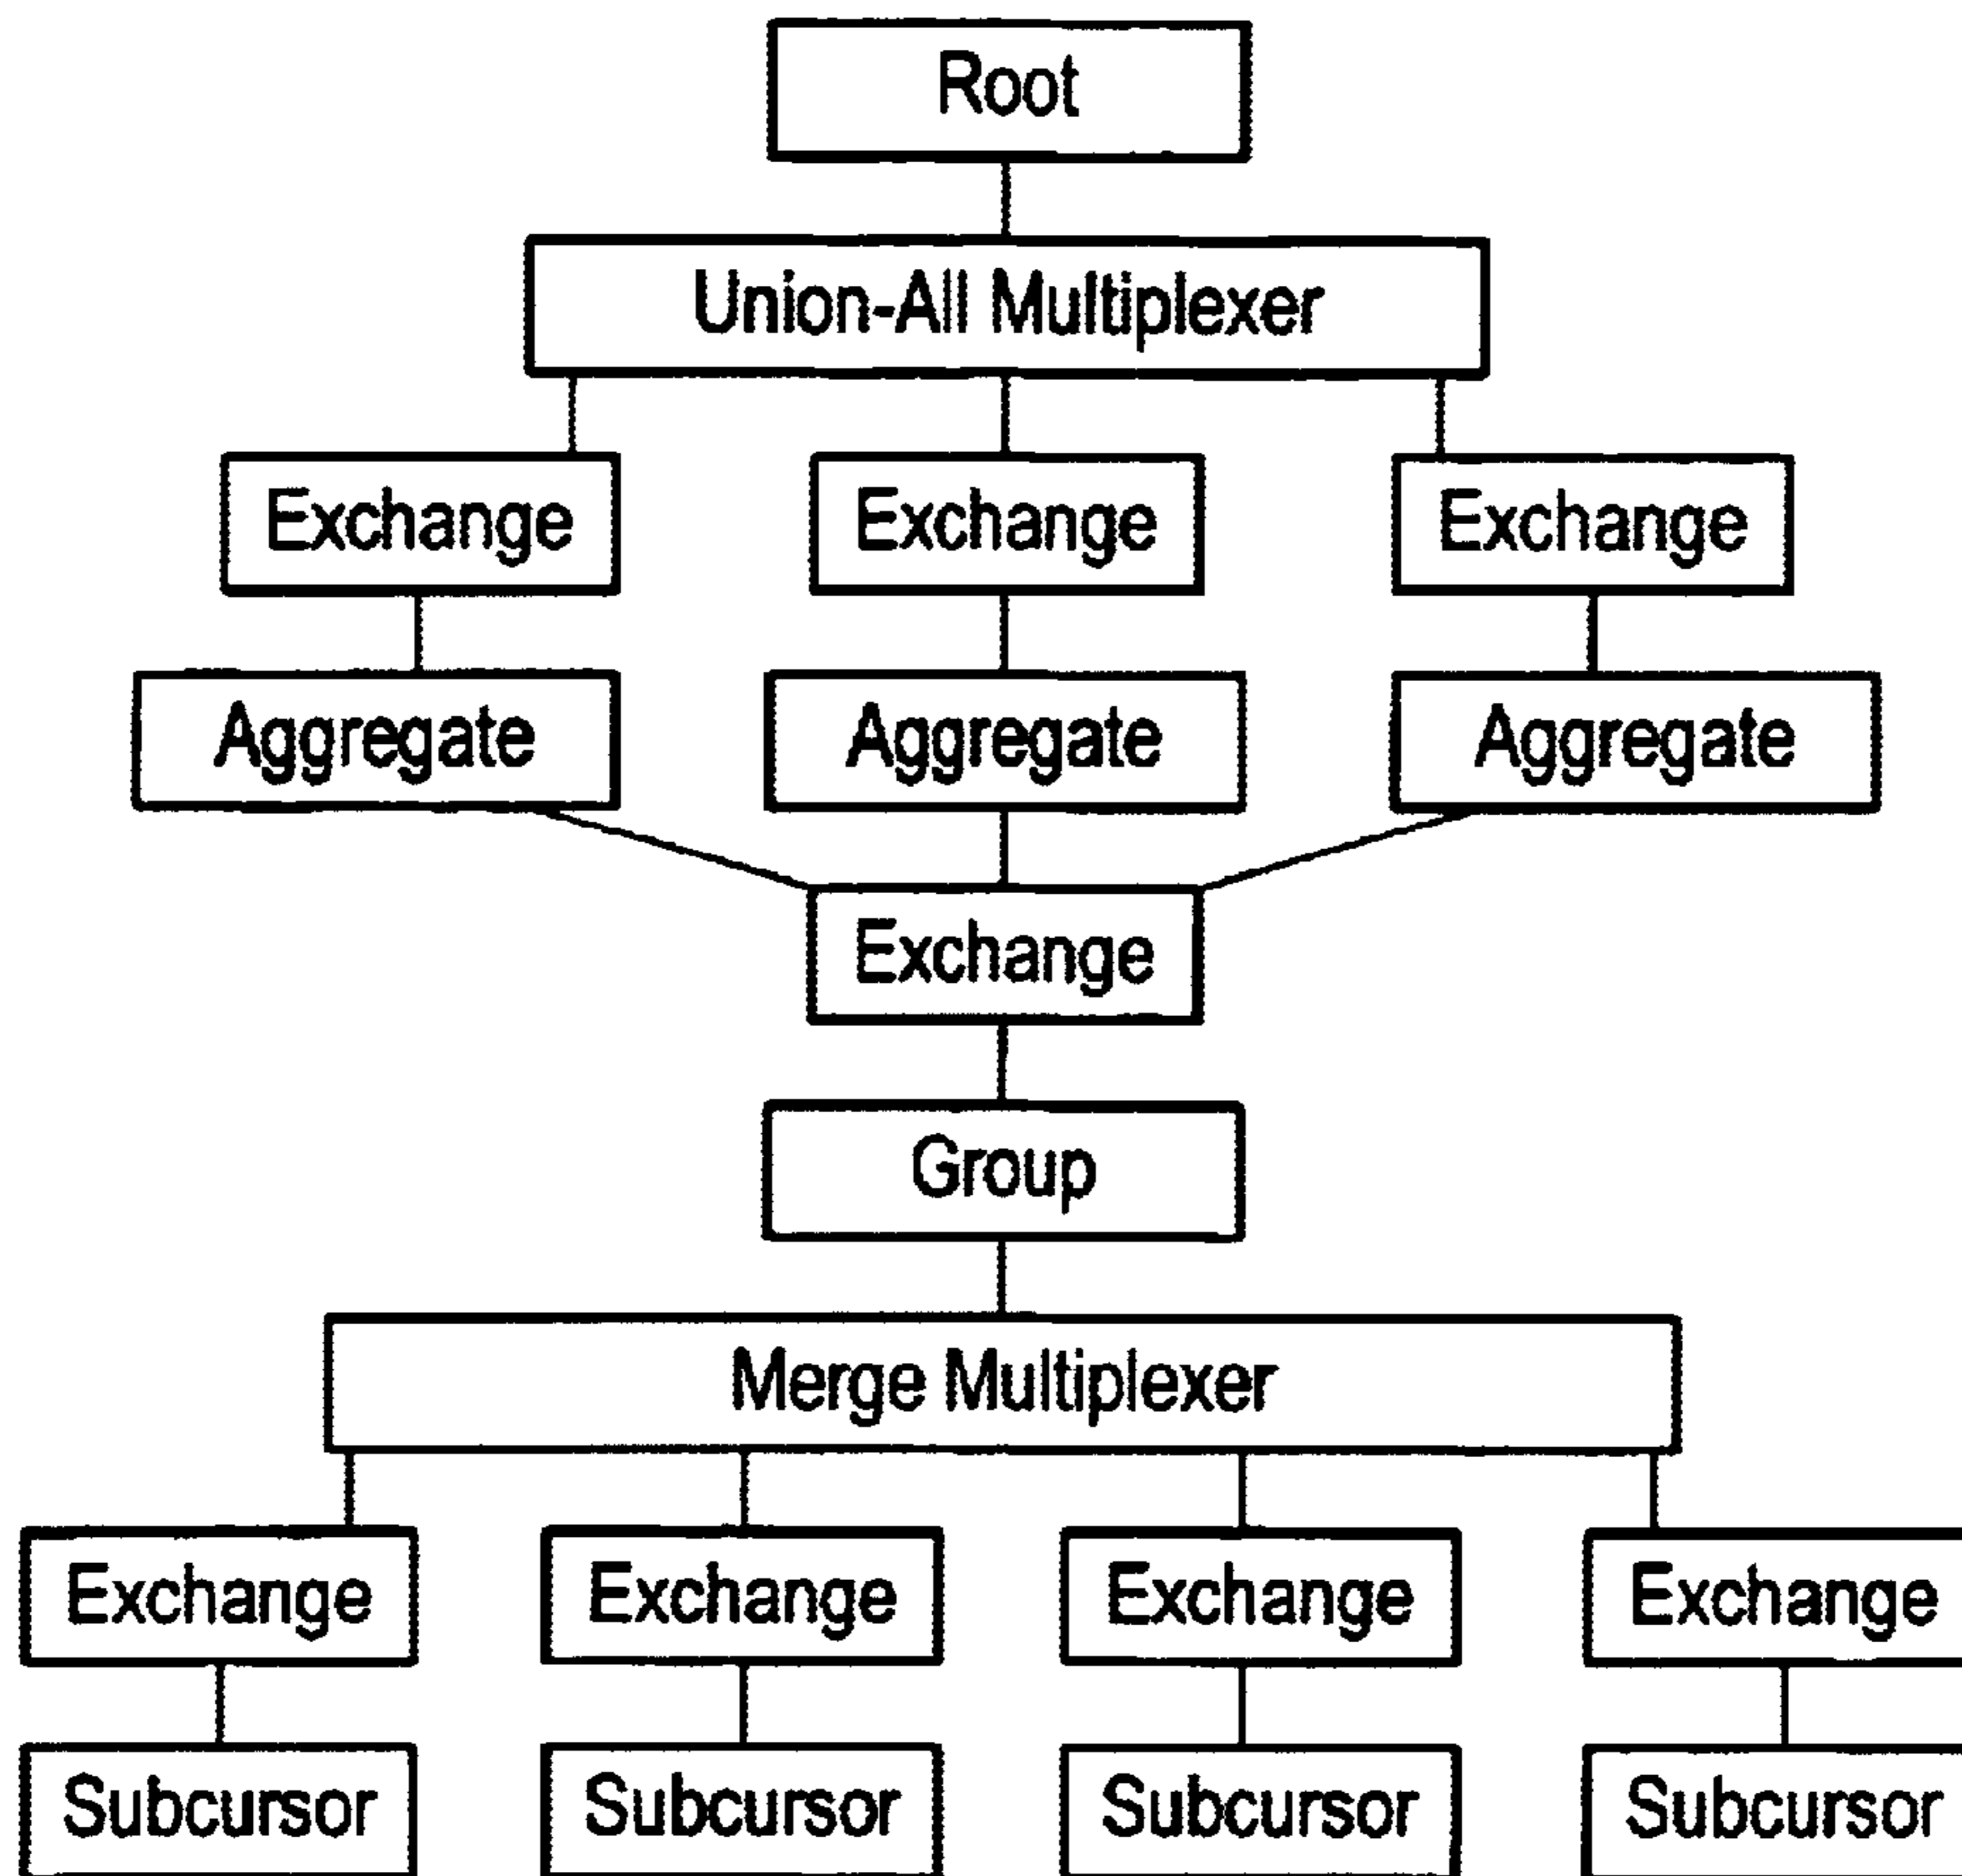 Root
Union-All Multiplexer
Exchange
Exchange
Exchange
Aggregate
Aggregate
Aggregate
Exchange
Group
Merge Multiplexer
Exchange
Exchange
Exchange
Exchange
Subcursor
Subcursor
Subcursor
Subcursor